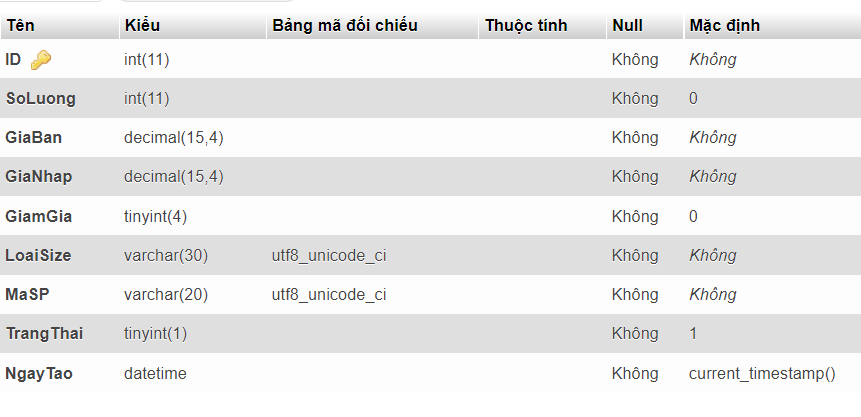 Tên Kiểu Bảng mã đối chiếu Thuộc tính Null Mặc định
ID int(11) Không Không
SoLuong int(11) Không 0
GiaBan decimal(15,4) Không Không
GiaNhap decimal(15,4) Không Không
GiamGia tinyint(4) Không 0
LoaiSize varchar(30) utf8_unicode_ci Không Không
MaSP varchar(20) utf8_unicode_ci Không Không
TrangThai tinyint(1) Không 1
NgayTao datetime Không current_timestamp()